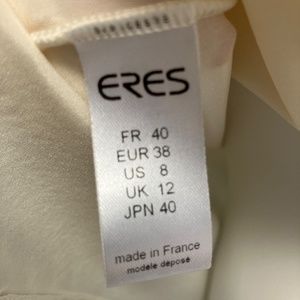 ERES
FR 40
EUR 38
US 8
UK 12
JPN 40
made in France
modèle déposé